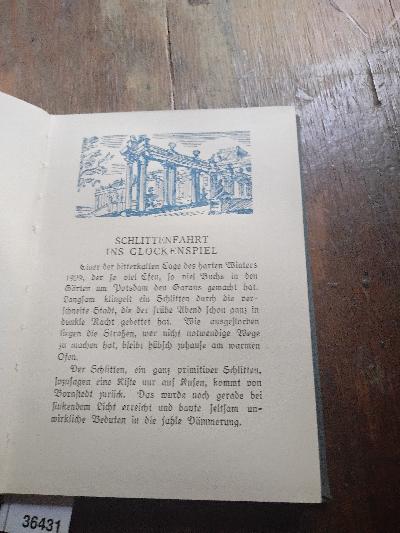 SCHLITTENFAHRT
INS GLOCKENSPIEL
Einer der bitterkalten Tage des harten Winters
1929, der so viel Efeu, so viel Buchs in den
Gärten um Potsdam den Garaus gemacht hat.
Langsam klingelt ein Schlitten durch die ver-
schneite Stadt, die der frühe Abend schon ganz in
dunkle Nacht gebettet hat. Wie ausgestorben
liegen die Straßen, wer nicht notwendige Wege
zu machen hat, bleibt hübsch zuhause am warmen
Ofen.
Der Schlitten, ein ganz primitiver Schlitten,
sozusagen eine Kiste nur auf Kufen, kommt von
Bornstedt zurück. Das wurde noch gerade bei
sinkendem Licht erreicht und baute seltsam un-
wirkliche Veduten in die fahle Dämmerung.
36431